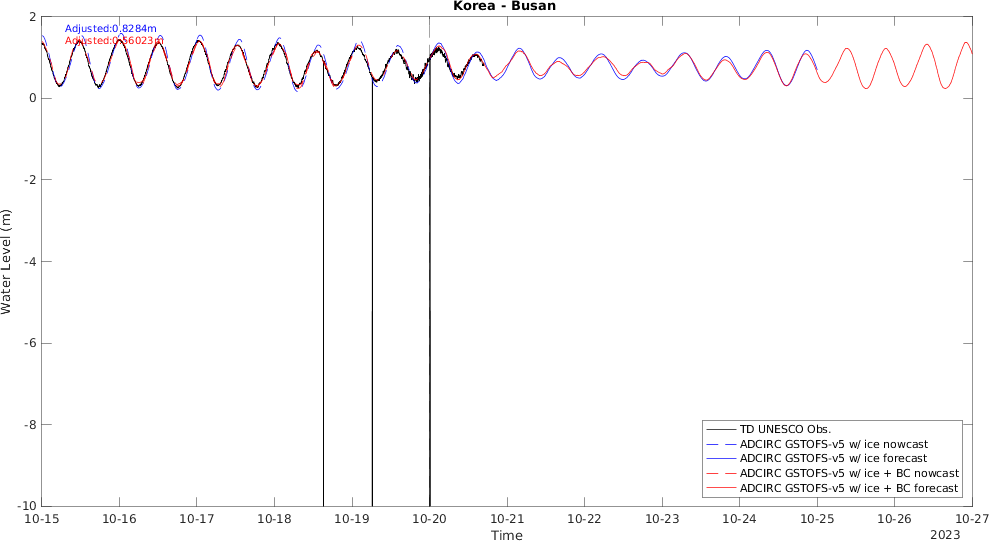 Korea - Busan
Adjusted:0.8284m
Adjusted:0.56023m
Water Level (m)
2
0
-2
-4
-6
-8
-10
TD UNESCO Obs.
ADCIRC GSTOFS-v5 w/ ice nowcast
ADCIRC GSTOFS-v5 w/ ice forecast
ADCIRC GSTOFS-v5 w/ ice + BC nowcast
ADCIRC GSTOFS-v5 w/ ice + BC forecast
10-15 10-16 10-17 10-18 10-19 10-20 10-21 10-22 10-23 10-24 10-25 10-26 10-27
Time
2023